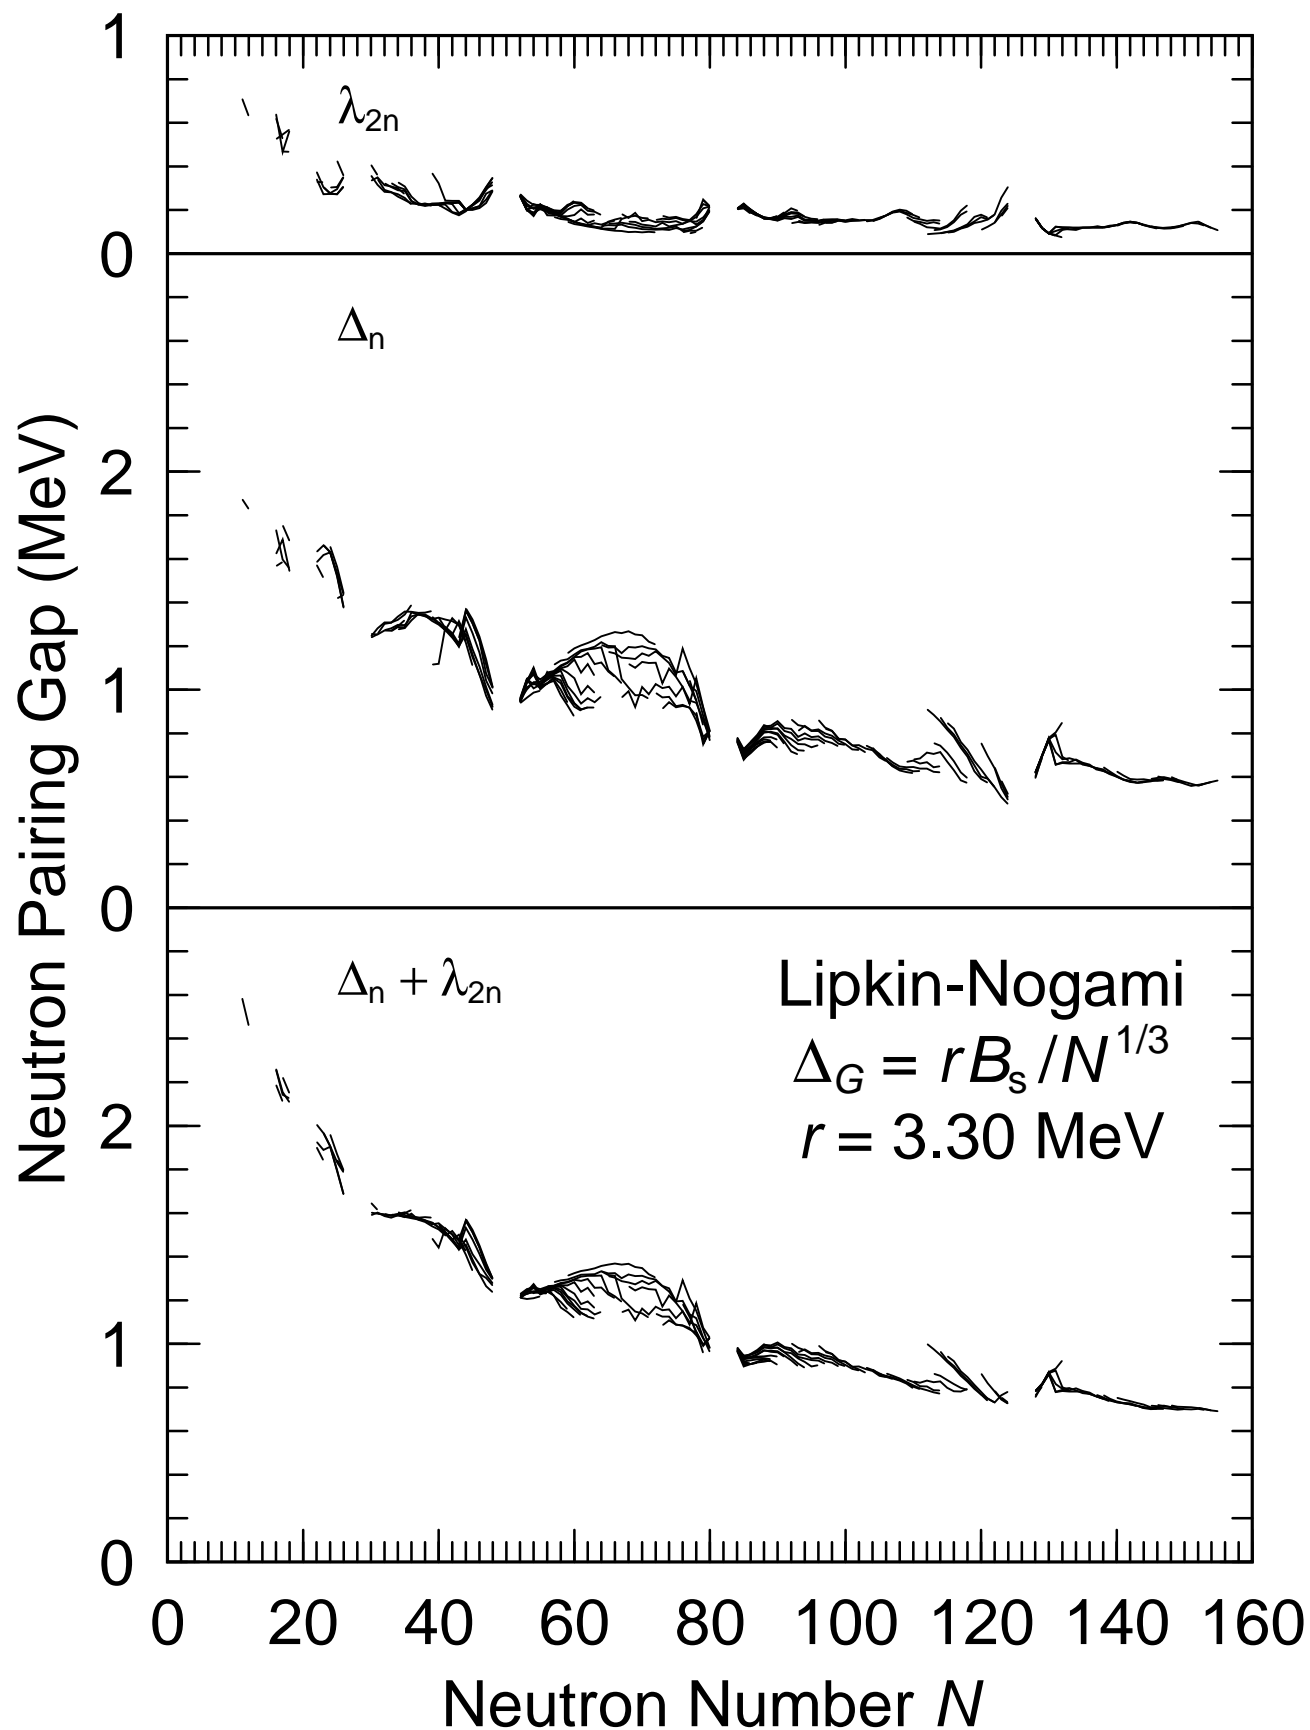 1
λ2n
0
Δn
2
1
0
Δn + λ2n
Lipkin-Nogami
ΔG = rBs/N1/3
r = 3.30 MeV
2
1
0
0 20 40 60 80 100 120 140 160
Neutron Number N
Neutron Pairing Gap (MeV)